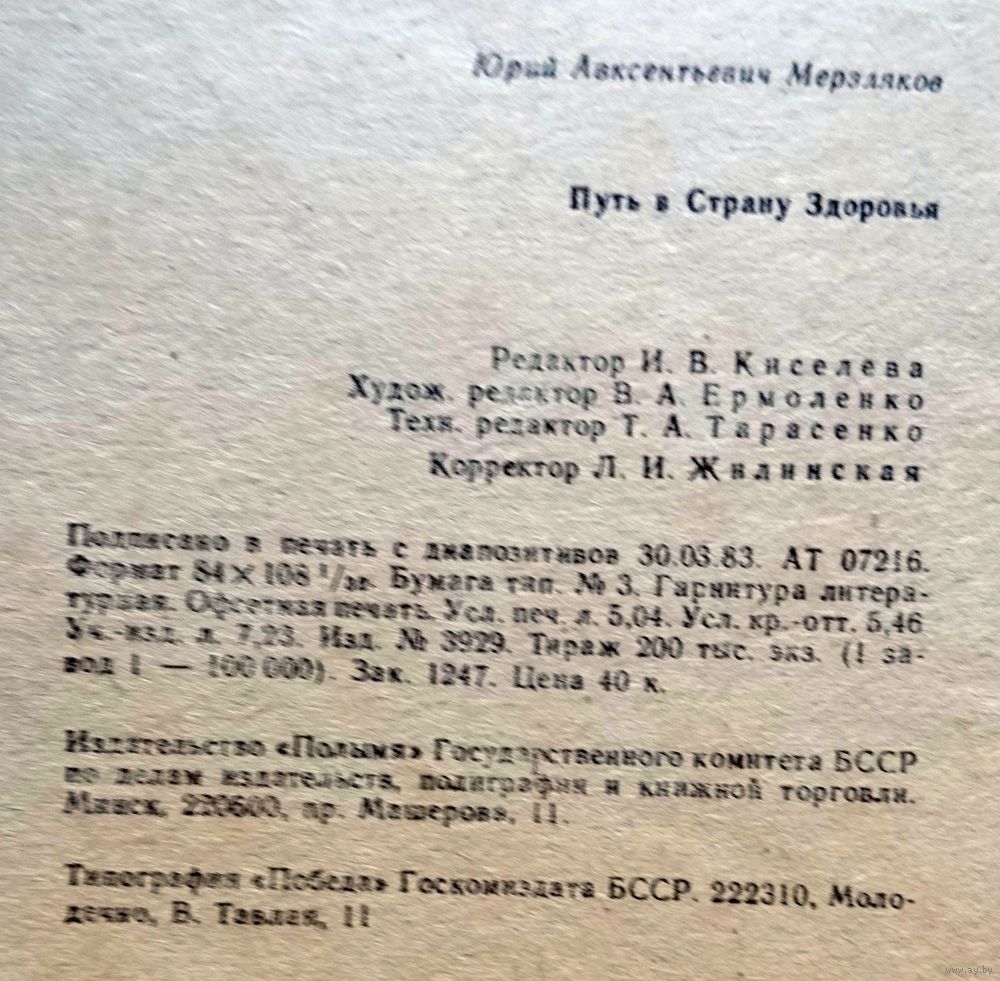 Юрий Авксентьевич Мерзляков
Путь в Страну Здоровья
Редактор И. В. Киселева
Худож. редактор В. А. Ермоленко
Техн. редактор Т. А. Тарасенко
Корректор Л. И. Жилинская
Подписано в печать с диапозитивов 30.03.83. АТ 07216.
Формат 84×108 1/32. Бумага тип. № 3. Гарнитура литера-
турная. Офсетная печать. Усл. печ. л. 5,04. Усл. кр.-отт. 5,46
Уч.-изд. л. 7,23. Изд. № 3929. Тираж 200 тыс. экз. (1 за-
вод 1 — 100 000). Зак. 1247. Цена 40 к.
Издательство «Полымя» Государственного комитета БССР
по делам издательств, полиграфии и книжной торговли.
Минск, 220600, пр. Машерова, 11.
Типография «Победа» Госкомиздата БССР. 222310, Моло-
дечно, В. Тавлая, 11
www.ay.by